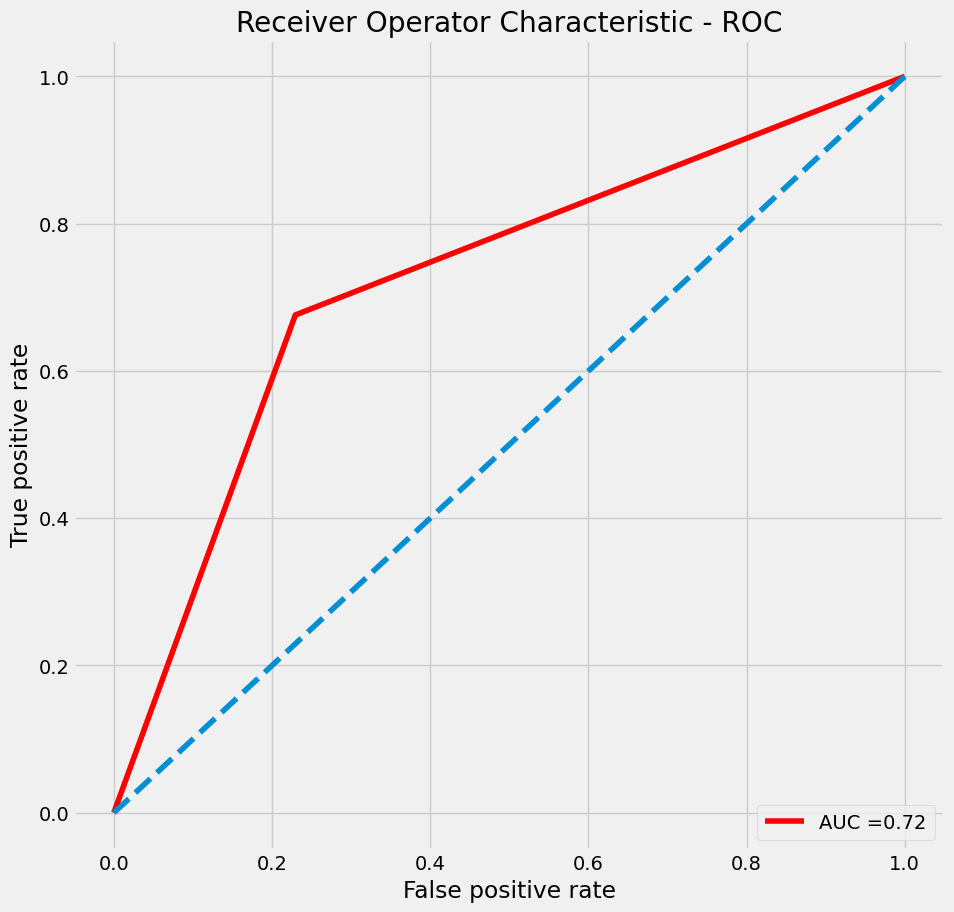 Receiver Operator Characteristic - ROC
1.0
0.8
0.6
0.4
0.2
0.0
True positive rate
AUC =0.72
0.0 0.2 0.4 0.6 0.8 1.0
False positive rate